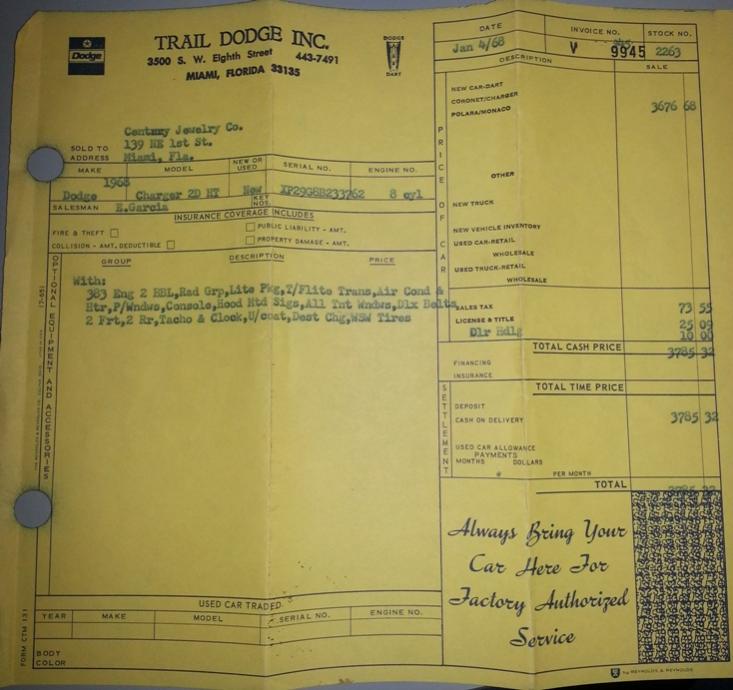 Dodge
TRAIL DODGE INC.
3500 S. W. Eighth Street 443-7491
MIAMI, FLORIDA 33135
DODGE
DART
DATE INVOICE NO. STOCK NO.
Jan 4/68 V 9945 2263
DESCRIPTION SALE
SOLD TO Century Jewelry Co.
139 NE 1st St.
ADDRESS Miami, Fla.
MAKE MODEL NEW OR USED SERIAL NO. ENGINE NO.
1968
Dodge Charger 2D HT New XP29G8B233762 8 cyl
KEY NOS.
SALESMAN E.Garcia
INSURANCE COVERAGE INCLUDES
FIRE & THEFT PUBLIC LIABILITY - AMT.
COLLISION - AMT. DEDUCTIBLE PROPERTY DAMAGE - AMT.
GROUP DESCRIPTION PRICE
OPTIONAL EQUIPMENT AND ACCESSORIES
With:
383 Eng 2 BBL,Rad Grp,Lite Pkg,T/Flite Trans,Air Cond &
Htr,P/Wndws,Console,Hood Mtd Sigs,All Tnt Wndws,Dlx Belts
2 Frt,2 Rr,Tacho & Clock,U/coat,Dest Chg,WSW Tires
PRICE OF CAR
NEW CAR-DART
CORONET/CHARGER 3676 68
POLARA/MONACO
OTHER
NEW TRUCK
NEW VEHICLE INVENTORY
USED CAR-RETAIL
WHOLESALE
USED TRUCK-RETAIL
WHOLESALE
SALES TAX 73 55
LICENSE & TITLE 25 09
Dlr Hdlg 10 00
TOTAL CASH PRICE 3785 32
FINANCING
INSURANCE
TOTAL TIME PRICE
SETTLEMENT
DEPOSIT
CASH ON DELIVERY 3785 32
USED CAR ALLOWANCE
PAYMENTS
MONTHS DOLLARS
PER MONTH
TOTAL 3785 32
Always Bring Your
Car Here For
Factory Authorized
Service
USED CAR TRADED
YEAR MAKE MODEL SERIAL NO. ENGINE NO.
BODY
COLOR
FORM CTM 131
by REYNOLDS & REYNOLDS